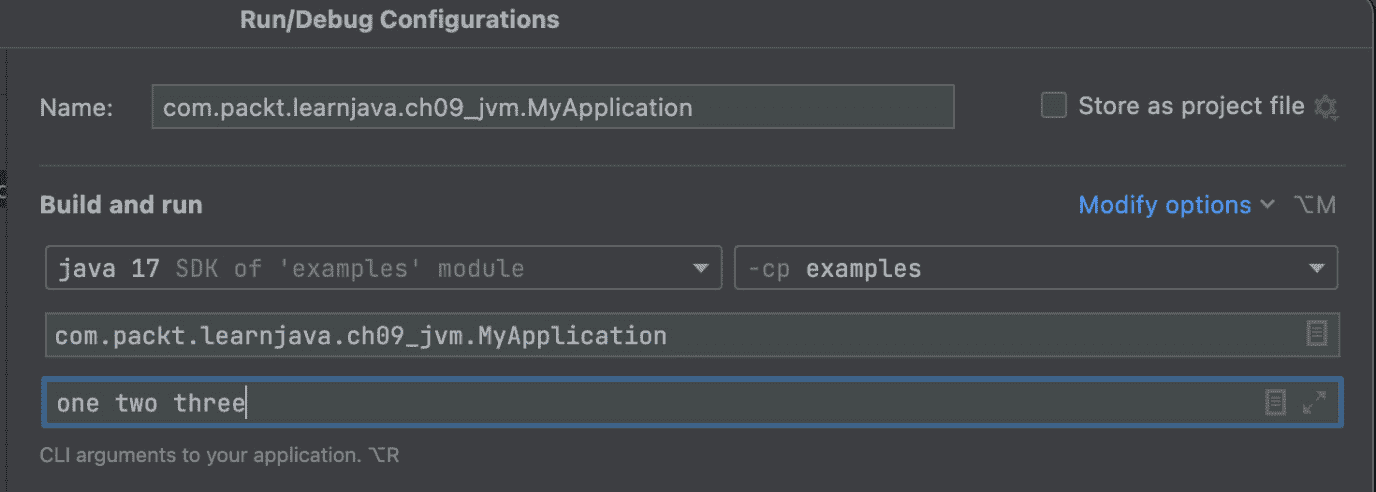 Run/Debug Configurations
Name: com.packt.learnjava.ch09_jvm.MyApplication Store as project file
Build and run Modify options ⌥M
java 17 SDK of 'examples' module -cp examples
com.packt.learnjava.ch09_jvm.MyApplication
one two three
CLI arguments to your application. ⌥R